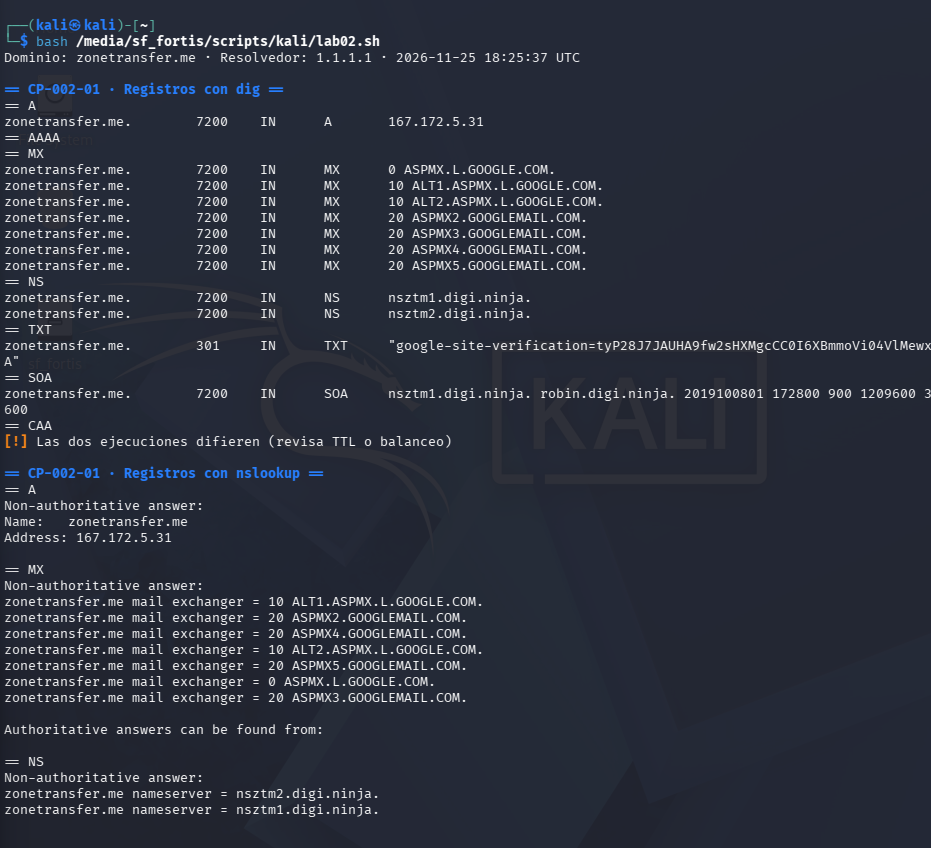 ┌──(kali㉿kali)-[~]
└─$ bash /media/sf_fortis/scripts/kali/lab02.sh
Dominio: zonetransfer.me · Resolvedor: 1.1.1.1 · 2026-11-25 18:25:37 UTC

== CP-002-01 · Registros con dig ==
== A
zonetransfer.me.        7200    IN      A       167.172.5.31
== AAAA
== MX
zonetransfer.me.        7200    IN      MX      0 ASPMX.L.GOOGLE.COM.
zonetransfer.me.        7200    IN      MX      10 ALT1.ASPMX.L.GOOGLE.COM.
zonetransfer.me.        7200    IN      MX      10 ALT2.ASPMX.L.GOOGLE.COM.
zonetransfer.me.        7200    IN      MX      20 ASPMX2.GOOGLEMAIL.COM.
zonetransfer.me.        7200    IN      MX      20 ASPMX3.GOOGLEMAIL.COM.
zonetransfer.me.        7200    IN      MX      20 ASPMX4.GOOGLEMAIL.COM.
zonetransfer.me.        7200    IN      MX      20 ASPMX5.GOOGLEMAIL.COM.
== NS
zonetransfer.me.        7200    IN      NS      nsztm1.digi.ninja.
zonetransfer.me.        7200    IN      NS      nsztm2.digi.ninja.
== TXT
zonetransfer.me.        301     IN      TXT     "google-site-verification=tyP28J7JAUHA9fw2sHXMgcCC0I6XBmmoVi04VlMewx
A"
== SOA
zonetransfer.me.        7200    IN      SOA     nsztm1.digi.ninja. robin.digi.ninja. 2019100801 172800 900 1209600 3
600
== CAA
[!] Las dos ejecuciones difieren (revisa TTL o balanceo)

== CP-002-01 · Registros con nslookup ==
== A
Non-authoritative answer:
Name:   zonetransfer.me
Address: 167.172.5.31

== MX
Non-authoritative answer:
zonetransfer.me mail exchanger = 10 ALT1.ASPMX.L.GOOGLE.COM.
zonetransfer.me mail exchanger = 20 ASPMX2.GOOGLEMAIL.COM.
zonetransfer.me mail exchanger = 20 ASPMX4.GOOGLEMAIL.COM.
zonetransfer.me mail exchanger = 10 ALT2.ASPMX.L.GOOGLE.COM.
zonetransfer.me mail exchanger = 20 ASPMX5.GOOGLEMAIL.COM.
zonetransfer.me mail exchanger = 0 ASPMX.L.GOOGLE.COM.
zonetransfer.me mail exchanger = 20 ASPMX3.GOOGLEMAIL.COM.

Authoritative answers can be found from:

== NS
Non-authoritative answer:
zonetransfer.me nameserver = nsztm2.digi.ninja.
zonetransfer.me nameserver = nsztm1.digi.ninja.
KALI